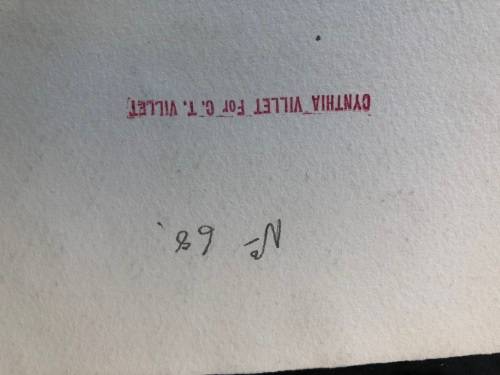 No 68
CYNTHIA VILLET For C. T. VILLET